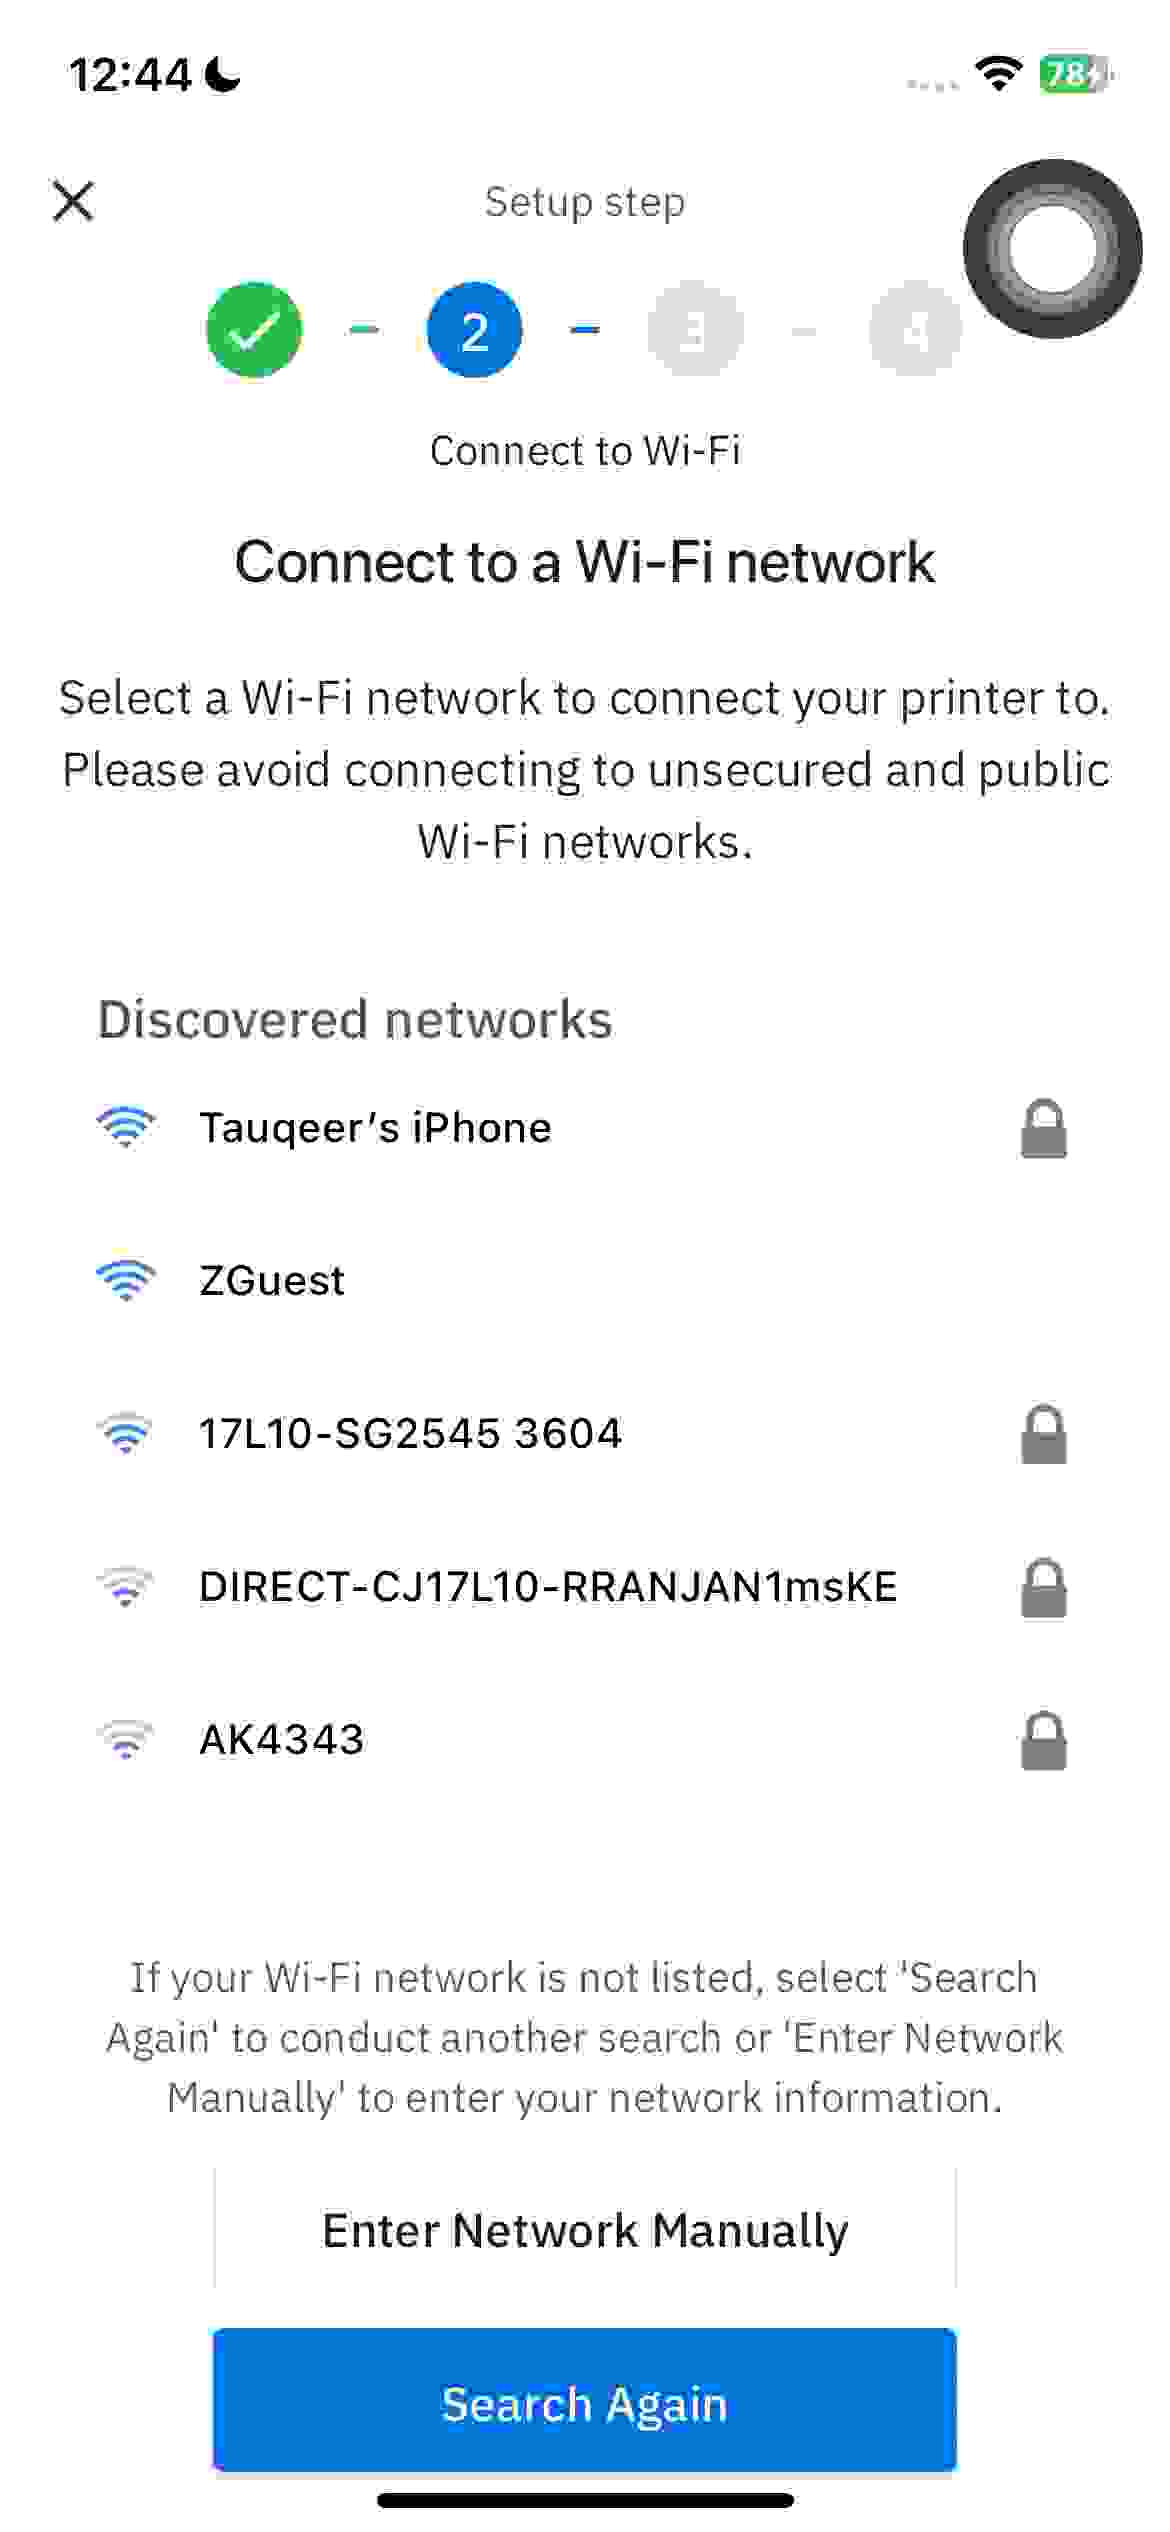 12:44
78
Setup step
2
3
4
Connect to Wi-Fi
Connect to a Wi-Fi network
Select a Wi-Fi network to connect your printer to.
Please avoid connecting to unsecured and public
Wi-Fi networks.
Discovered networks
Tauqeer's iPhone
ZGuest
17L10-SG2545 3604
DIRECT-CJ17L10-RRANJAN1msKE
AK4343
If your Wi-Fi network is not listed, select 'Search
Again' to conduct another search or 'Enter Network
Manually' to enter your network information.
Enter Network Manually
Search Again